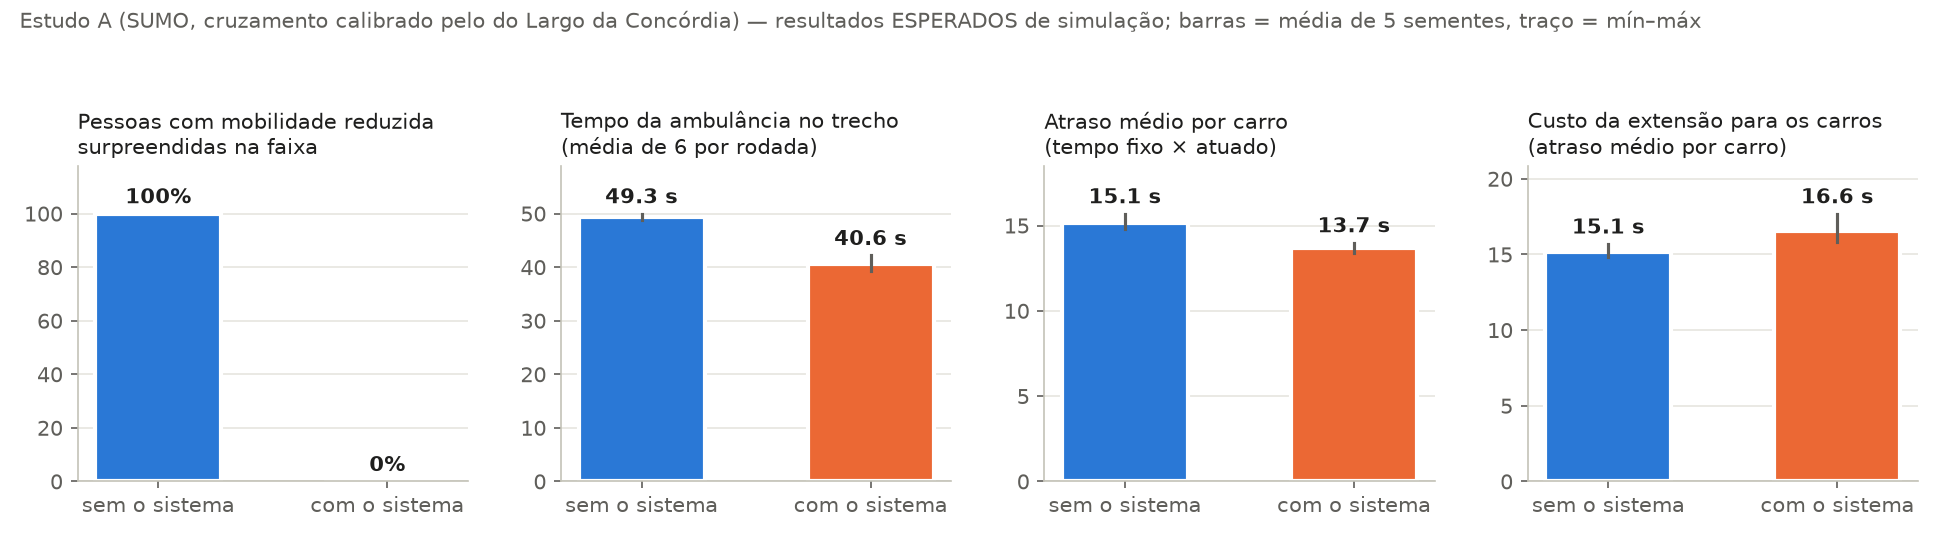 Estudo A (SUMO, cruzamento calibrado pelo do Largo da Concórdia) — resultados ESPERADOS de simulação; barras = média de 5 sementes, traço = mín–máx
Pessoas com mobilidade reduzida
surpreendidas na faixa
100%
0%
100
80
60
40
20
0
sem o sistema
com o sistema
Tempo da ambulância no trecho
(média de 6 por rodada)
49.3 s
40.6 s
50
40
30
20
10
0
sem o sistema
com o sistema
Atraso médio por carro
(tempo fixo × atuado)
15.1 s
13.7 s
15
10
5
0
sem o sistema
com o sistema
Custo da extensão para os carros
(atraso médio por carro)
16.6 s
15.1 s
20
15
10
5
0
sem o sistema
com o sistema